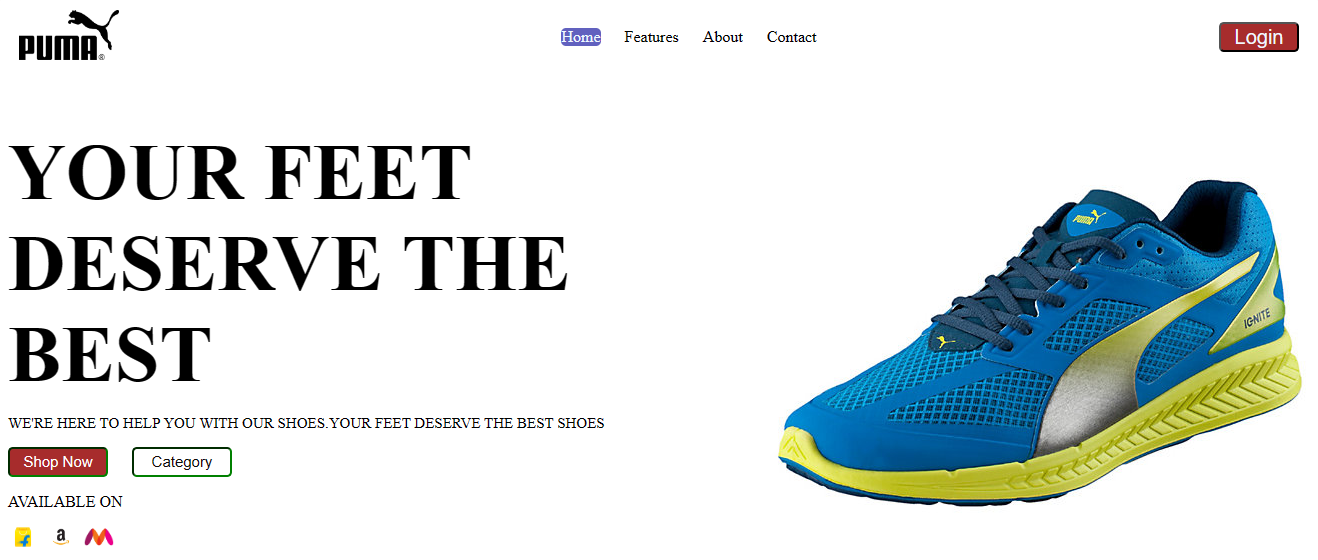 PUMA®
Home Features About Contact
Login
YOUR FEET
DESERVE THE
BEST
WE'RE HERE TO HELP YOU WITH OUR SHOES.YOUR FEET DESERVE THE BEST SHOES
Shop Now
Category
AVAILABLE ON
f
a
PUMA
IGNITE